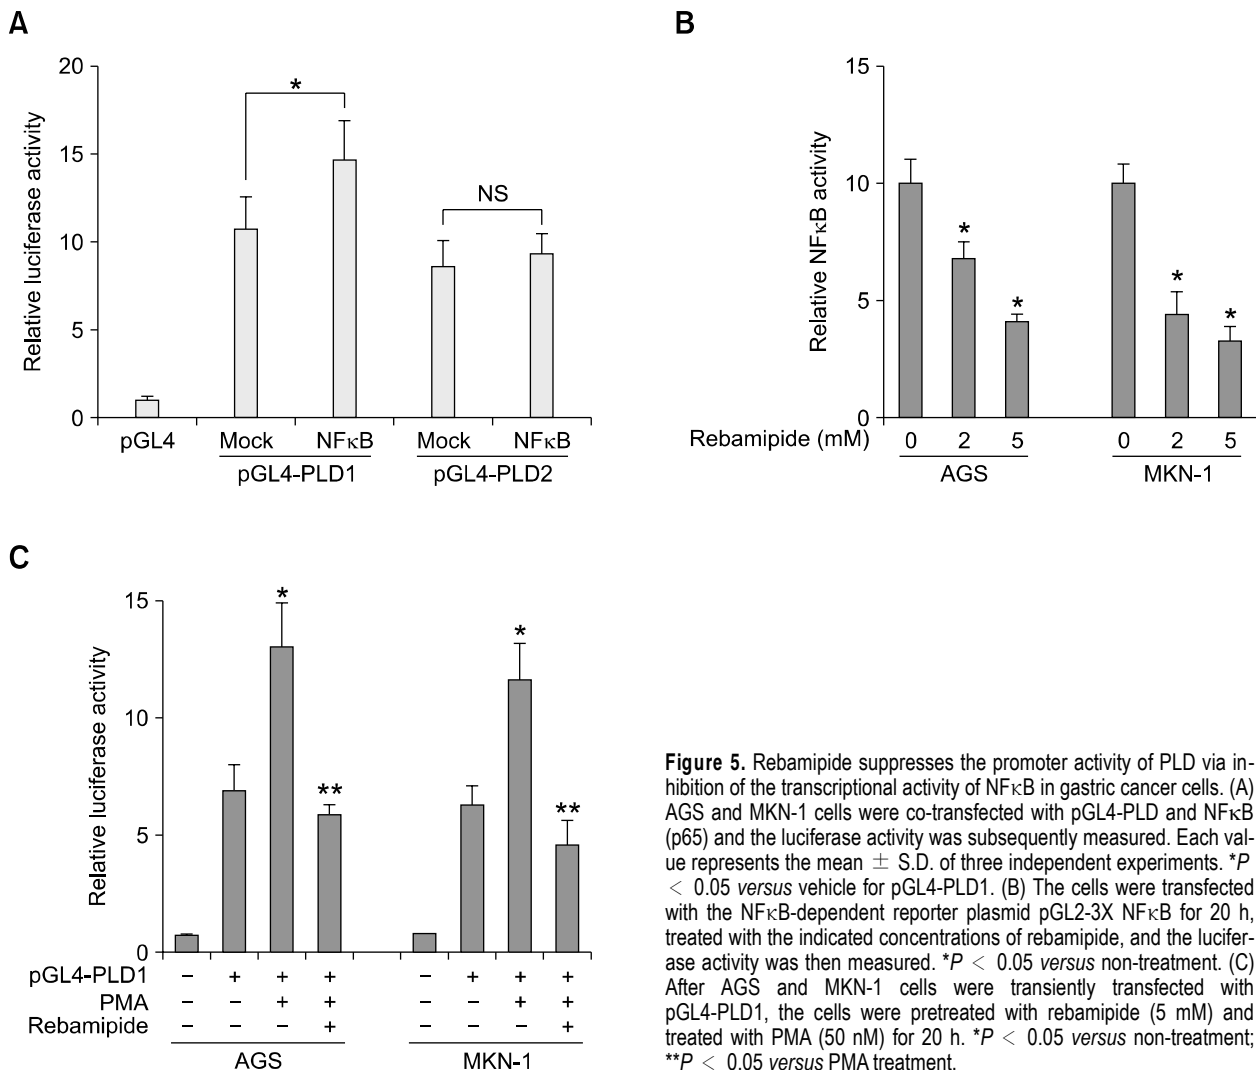 A
20
15
10
5
0
Relative luciferase activity
*
NS
pGL4
Mock
NFκB
Mock
NFκB
pGL4-PLD1
pGL4-PLD2
B
15
10
5
0
Relative NFκB activity
*
*
*
*
Rebamipide (mM)
0 2 5 0 2 5
AGS
MKN-1
C
15
10
5
0
Relative luciferase activity
*
**
*
**
pGL4-PLD1 − + + + − + + +
PMA − − + + − − + +
Rebamipide − − − + − − − +
AGS
MKN-1
Figure 5. Rebamipide suppresses the promoter activity of PLD via in-
hibition of the transcriptional activity of NFκB in gastric cancer cells. (A)
AGS and MKN-1 cells were co-transfected with pGL4-PLD and NFκB
(p65) and the luciferase activity was subsequently measured. Each val-
ue represents the mean ± S.D. of three independent experiments. *P
< 0.05 versus vehicle for pGL4-PLD1. (B) The cells were transfected
with the NFκB-dependent reporter plasmid pGL2-3X NFκB for 20 h,
treated with the indicated concentrations of rebamipide, and the lucifer-
ase activity was then measured. *P < 0.05 versus non-treatment. (C)
After AGS and MKN-1 cells were transiently transfected with
pGL4-PLD1, the cells were pretreated with rebamipide (5 mM) and
treated with PMA (50 nM) for 20 h. *P < 0.05 versus non-treatment;
**P < 0.05 versus PMA treatment.